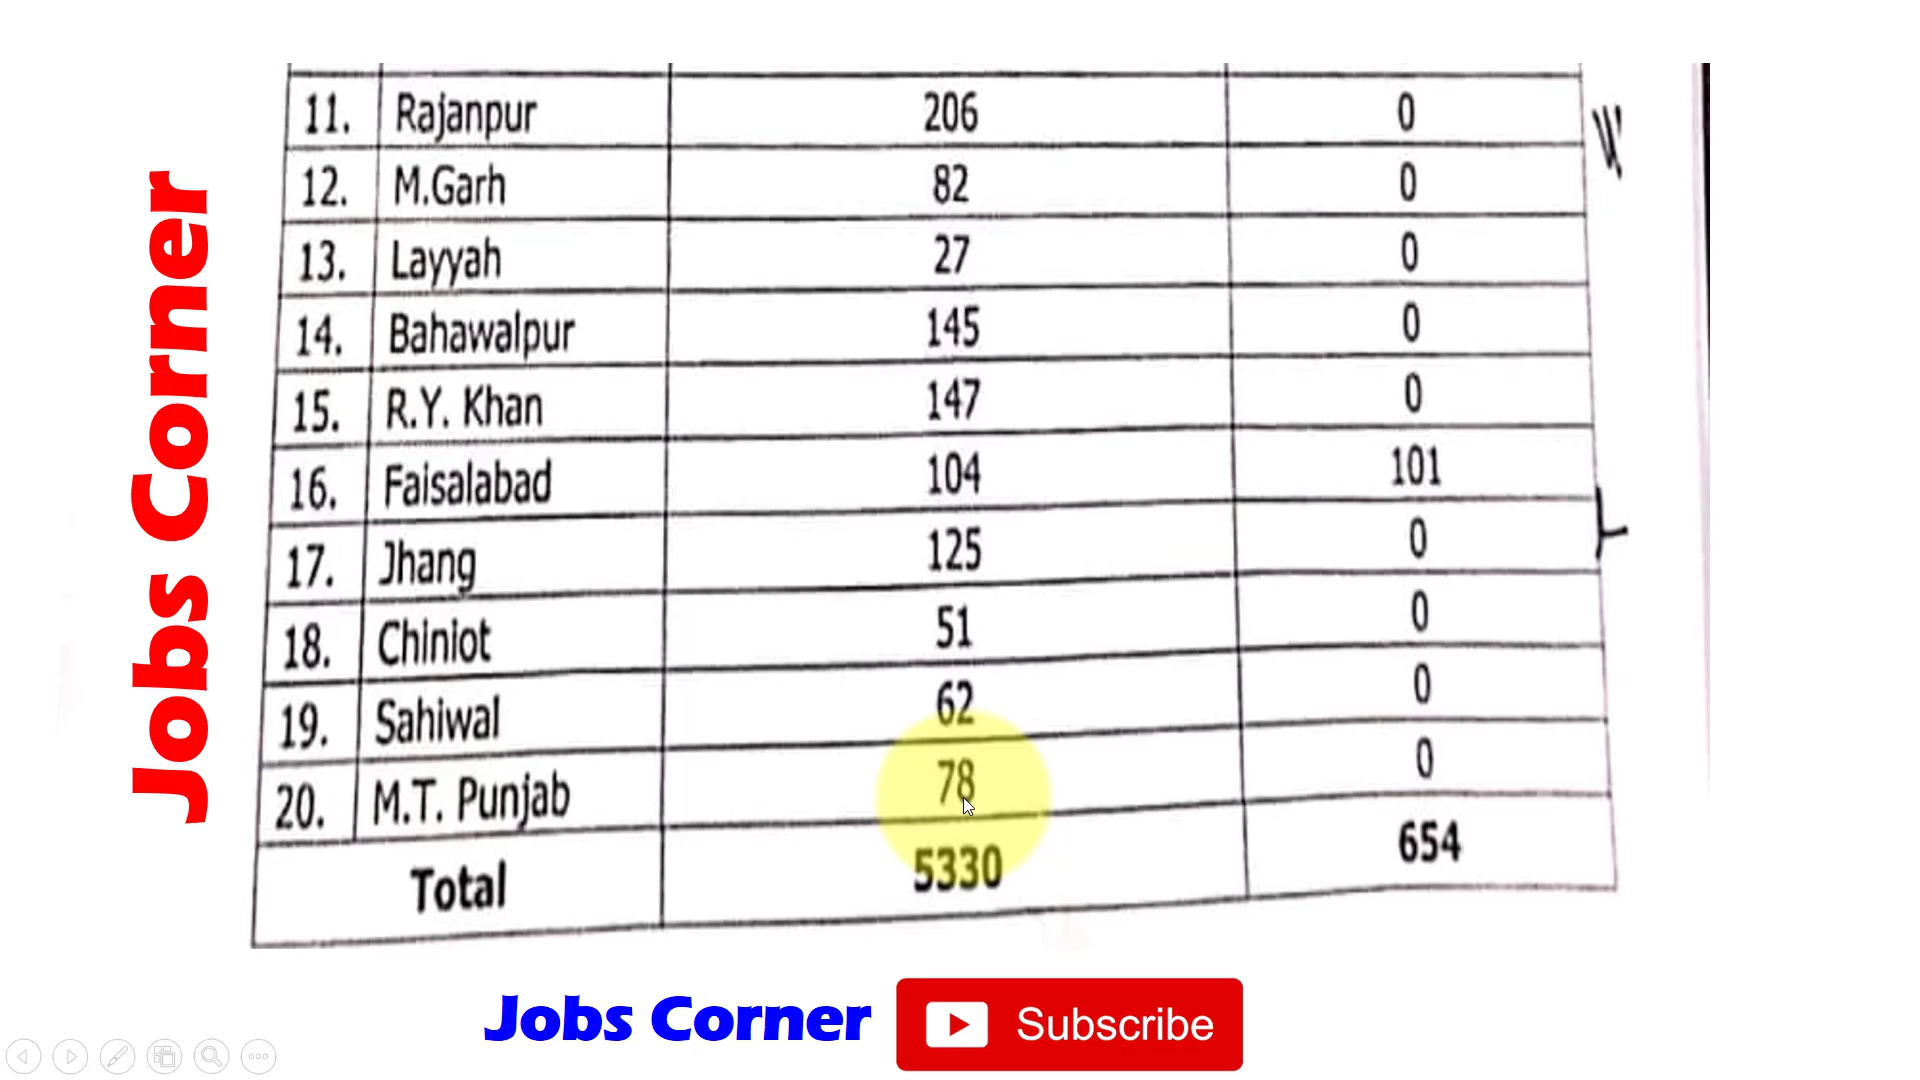 Jobs Corner
11. Rajanpur 206 0
12. M.Garh 82 0
13. Layyah 27 0
14. Bahawalpur 145 0
15. R.Y. Khan 147 0
16. Faisalabad 104 101
17. Jhang 125 0
18. Chiniot 51 0
19. Sahiwal 62 0
20. M.T. Punjab 78 0
Total 5330 654
Jobs Corner Subscribe